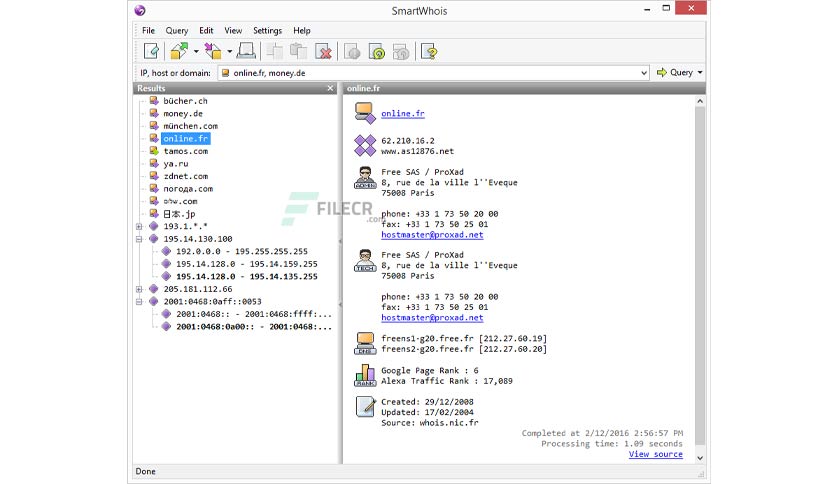 SmartWhois
File Query Edit View Settings Help
IP, host or domain: online.fr, money.de Query
Results
bücher.ch
money.de
münchen.com
online.fr
tamos.com
ya.ru
zdnet.com
погода.com
193.1.*.*
195.14.130.100
192.0.0.0 - 195.255.255.255
195.14.128.0 - 195.14.159.255
195.14.128.0 - 195.14.135.255
205.181.112.66
2001:0468:0aff::0053
2001:0468:: - 2001:0468:ffff:...
2001:0468:0a00:: - 2001:0468:...
日本.jp
online.fr
online.fr
62.210.16.2
www.as12876.net
ADMIN
Free SAS / ProXad
8, rue de la ville l''Eveque
75008 Paris
phone: +33 1 73 50 20 00
fax: +33 1 73 50 25 01
hostmaster@proxad.net
TECH
Free SAS / ProXad
8, rue de la ville l''Eveque
75008 Paris
phone: +33 1 73 50 20 00
fax: +33 1 73 50 25 01
hostmaster@proxad.net
DNS
freens1-g20.free.fr [212.27.60.19]
freens2-g20.free.fr [212.27.60.20]
RANK
Google Page Rank : 6
Alexa Traffic Rank : 17,089
Created: 29/12/2008
Updated: 17/02/2004
Source: whois.nic.fr
Completed at 2/12/2016 2:56:57 PM
Processing time: 1.09 seconds
View source
Done
FILECR
.com